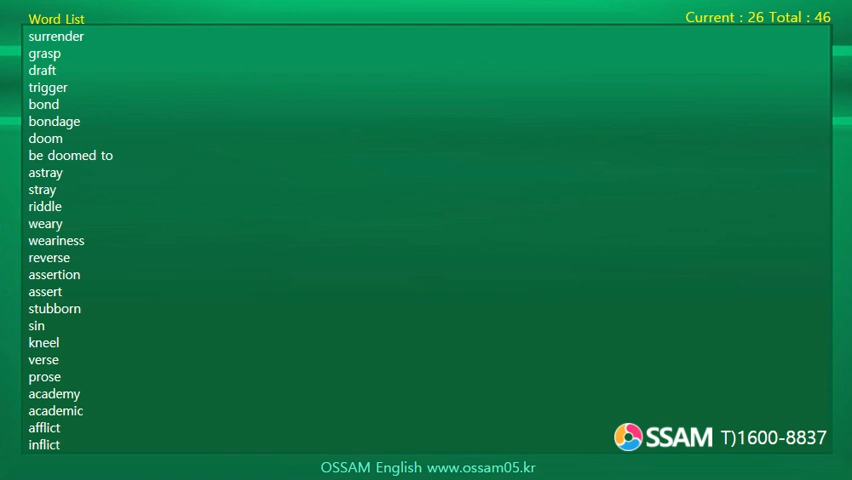 Word List
Current : 26 Total : 46
surrender
grasp
draft
trigger
bond
bondage
doom
be doomed to
astray
stray
riddle
weary
weariness
reverse
assertion
assert
stubborn
sin
kneel
verse
prose
academy
academic
afflict
inflict
OSSAM T)1600-8837
OSSAM English www.ossam05.kr